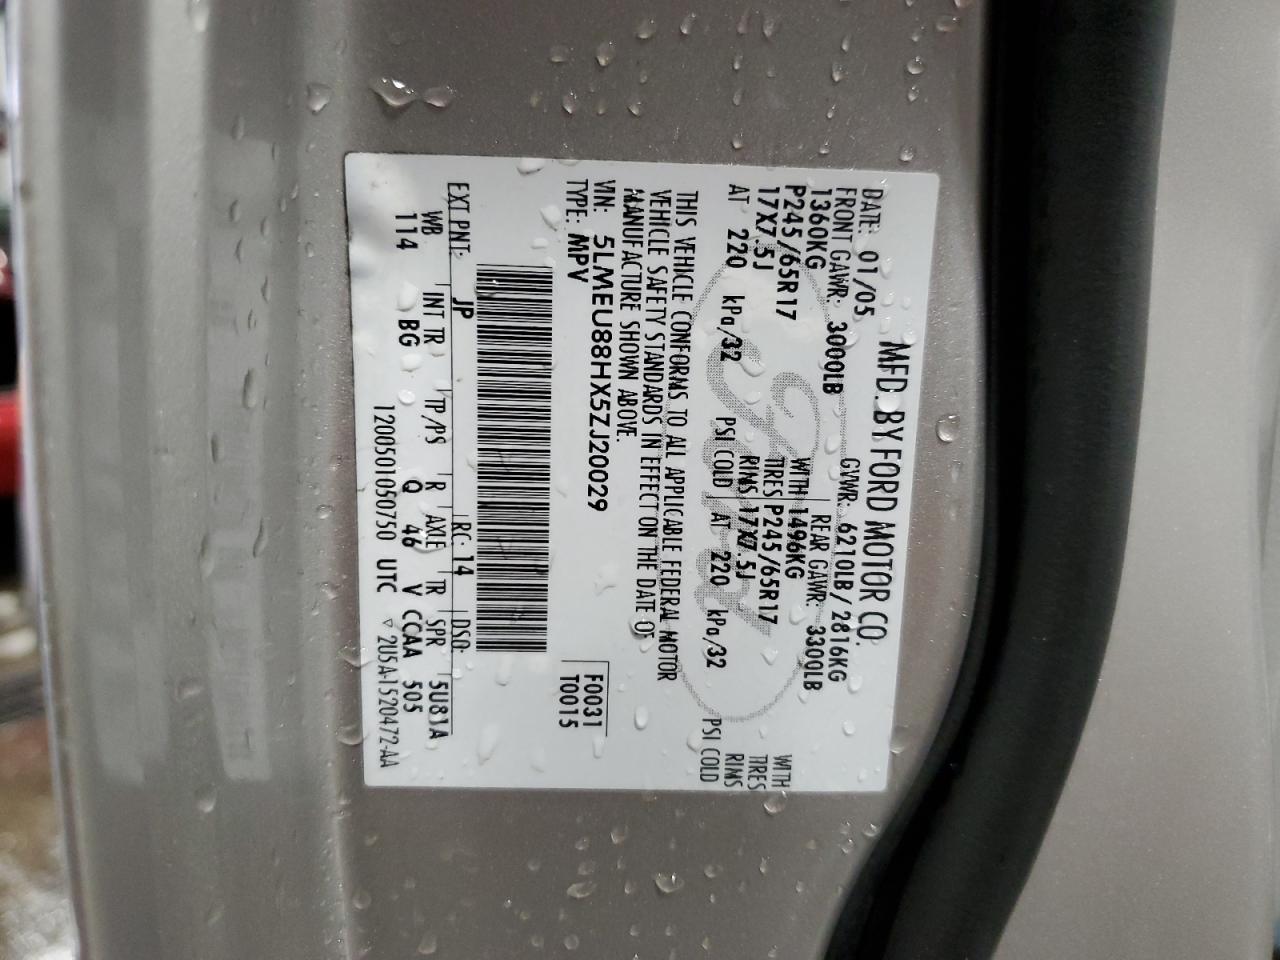 MFD. BY FORD MOTOR CO.
DATE: 01/05 GVWR: 6210LB/2816KG
FRONT GAWR: 3000LB REAR GAWR: 3300LB
1360KG WITH 1496KG WITH
P245/65R17 TIRES P245/65R17 TIRES
17X7.5J RIMS 17X7.5J RIMS
AT 220 kPa/32 PSI COLD AT 220 kPa/32 PSI COLD
THIS VEHICLE CONFORMS TO ALL APPLICABLE FEDERAL MOTOR
VEHICLE SAFETY STANDARDS IN EFFECT ON THE DATE OF
MANUFACTURE SHOWN ABOVE.
VIN: 5LMEU88HX5ZJ20029
TYPE: MPV
F0031
T0015
EXT PNT: JP RC: 14 DSO:
WB INT TR TP/PS R AXLE TR SPR 5U81A
114 BG Q 46 V CCAA 505
12005010507 50 UTC ▽ 2U5A-1520472-AA